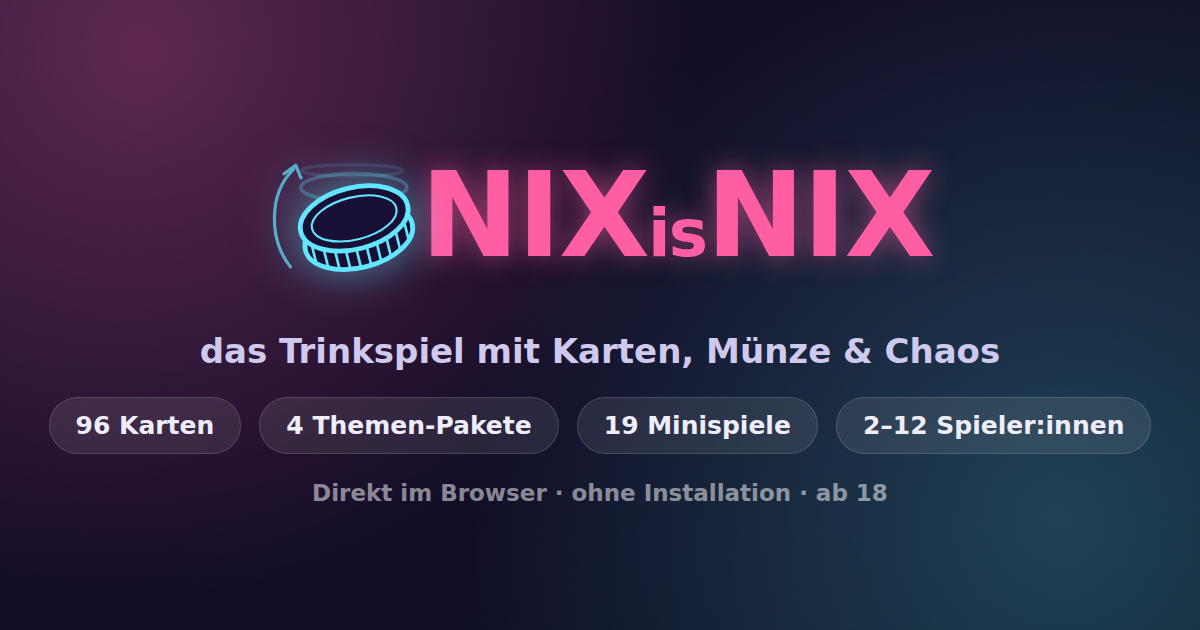 NIXisNIX
das Trinkspiel mit Karten, Münze & Chaos
96 Karten 4 Themen-Pakete 19 Minispiele 2–12 Spieler:innen
Direkt im Browser · ohne Installation · ab 18